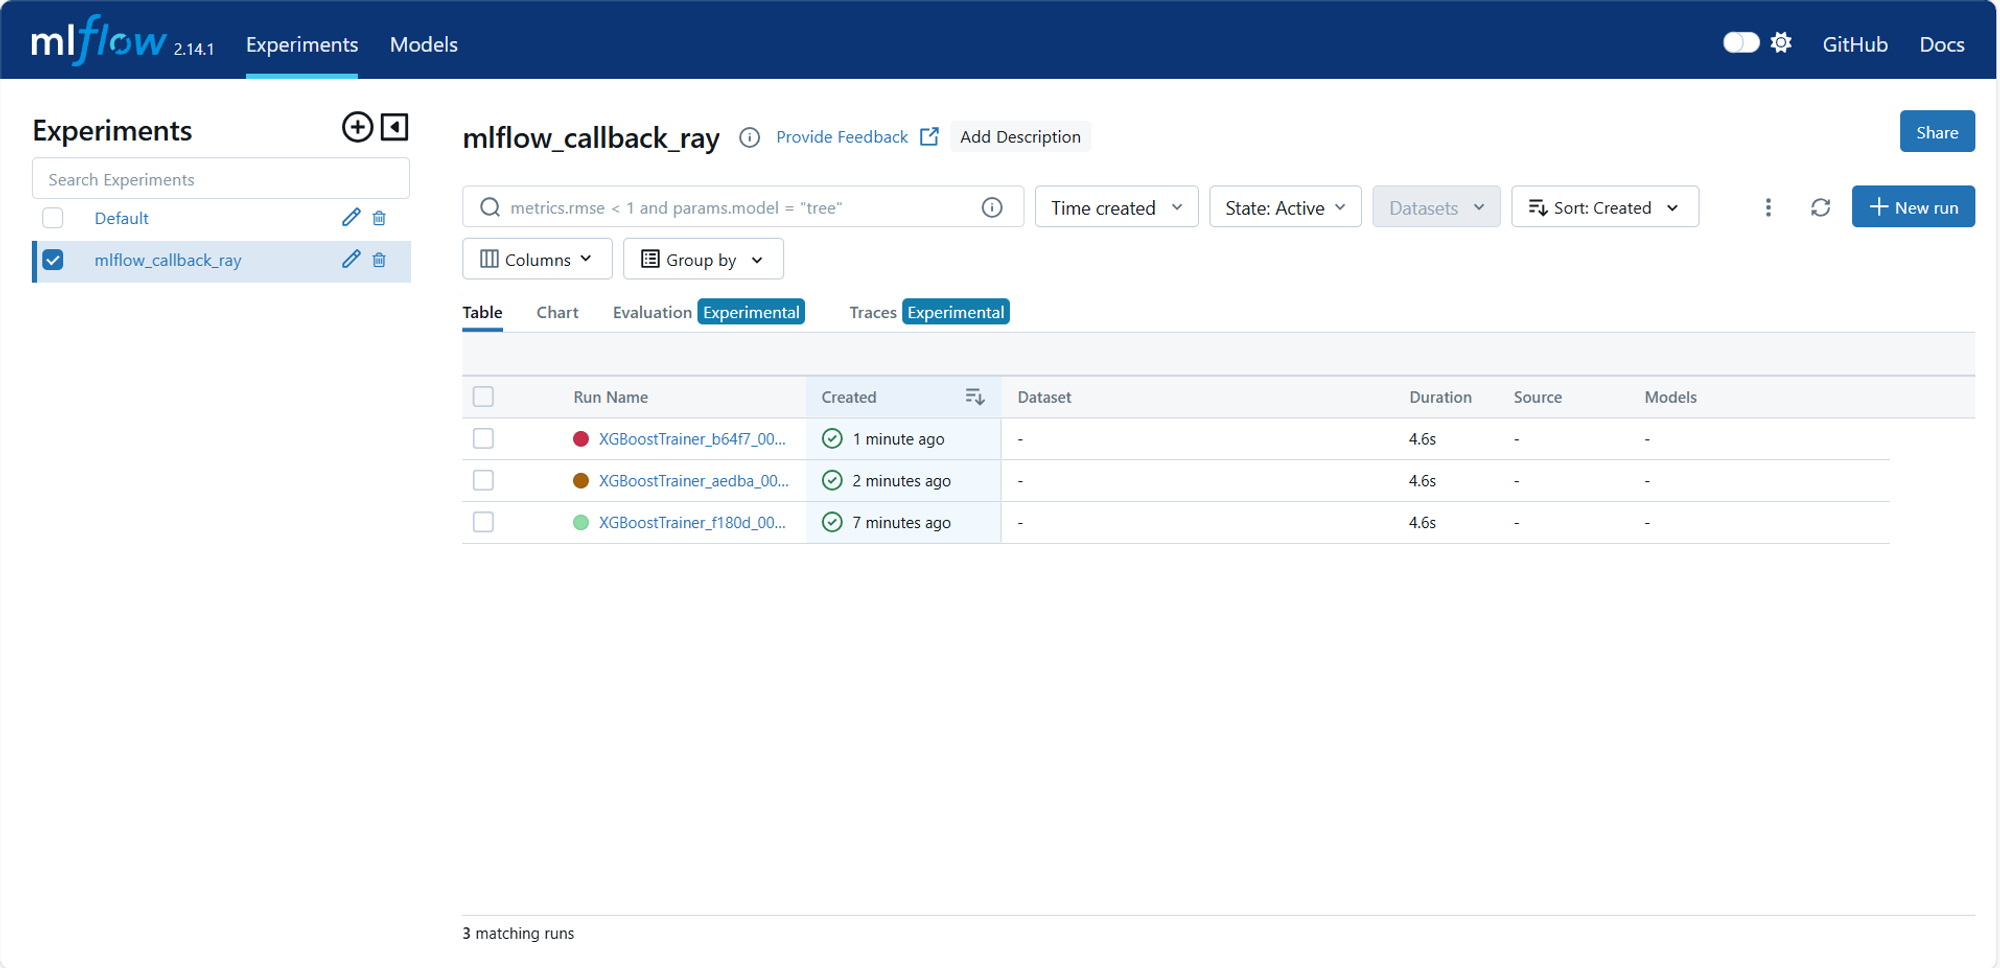 mlflow 2.14.1 Experiments Models GitHub Docs
Experiments
Search Experiments
Default
mlflow_callback_ray
mlflow_callback_ray Provide Feedback Add Description Share
metrics.rmse < 1 and params.model = "tree" Time created State: Active Datasets Sort: Created New run
Columns Group by
Table Chart Evaluation Experimental Traces Experimental
Run Name Created Dataset Duration Source Models
XGBoostTrainer_b64f7_00... 1 minute ago - 4.6s - -
XGBoostTrainer_aedba_00... 2 minutes ago - 4.6s - -
XGBoostTrainer_f180d_00... 7 minutes ago - 4.6s - -
3 matching runs